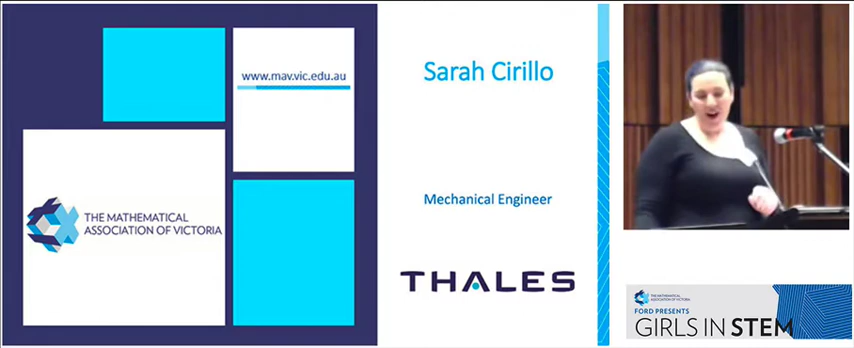 www.mav.vic.edu.au
THE MATHEMATICAL
ASSOCIATION OF VICTORIA
Sarah Cirillo
Mechanical Engineer
THALES
THE MATHEMATICAL
ASSOCIATION OF VICTORIA
FORD PRESENTS
GIRLS IN STEM